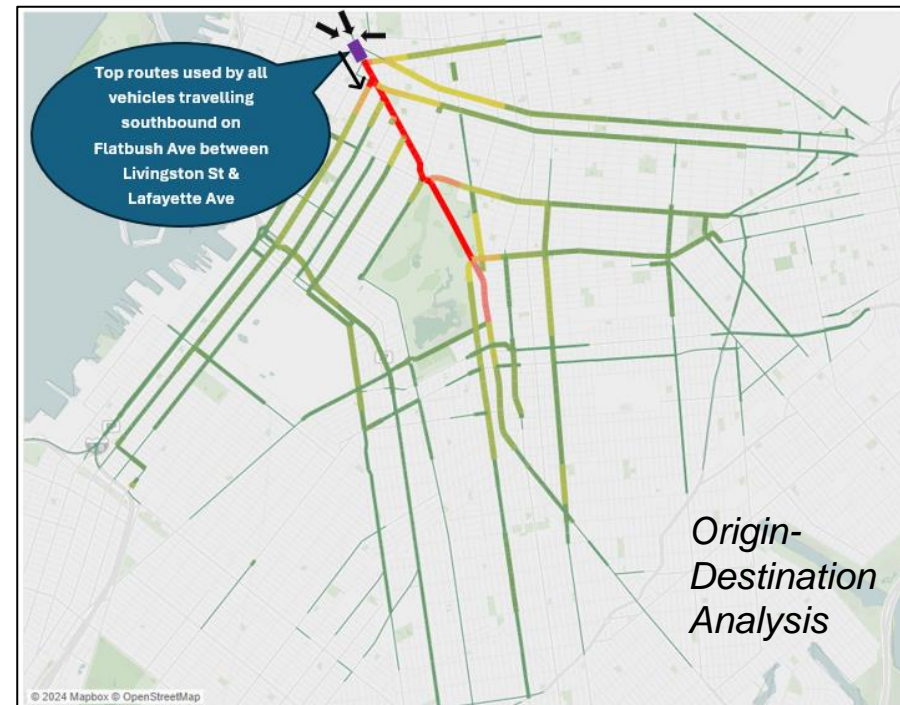 Top routes used by all
vehicles travelling
southbound on
Flatbush Ave between
Livingston St &
Lafayette Ave
Origin-
Destination
Analysis
© 2024 Mapbox © OpenStreetMap